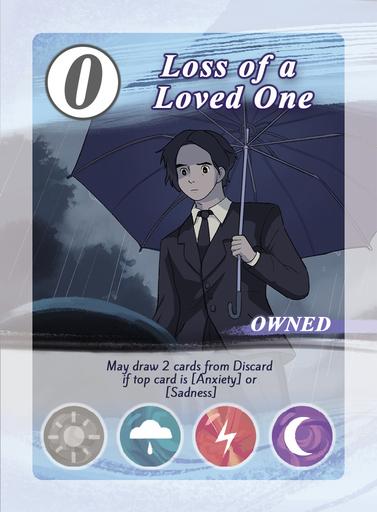 0
Loss of a
Loved One
OWNED
May draw 2 cards from Discard
if top card is [Anxiety] or
[Sadness]